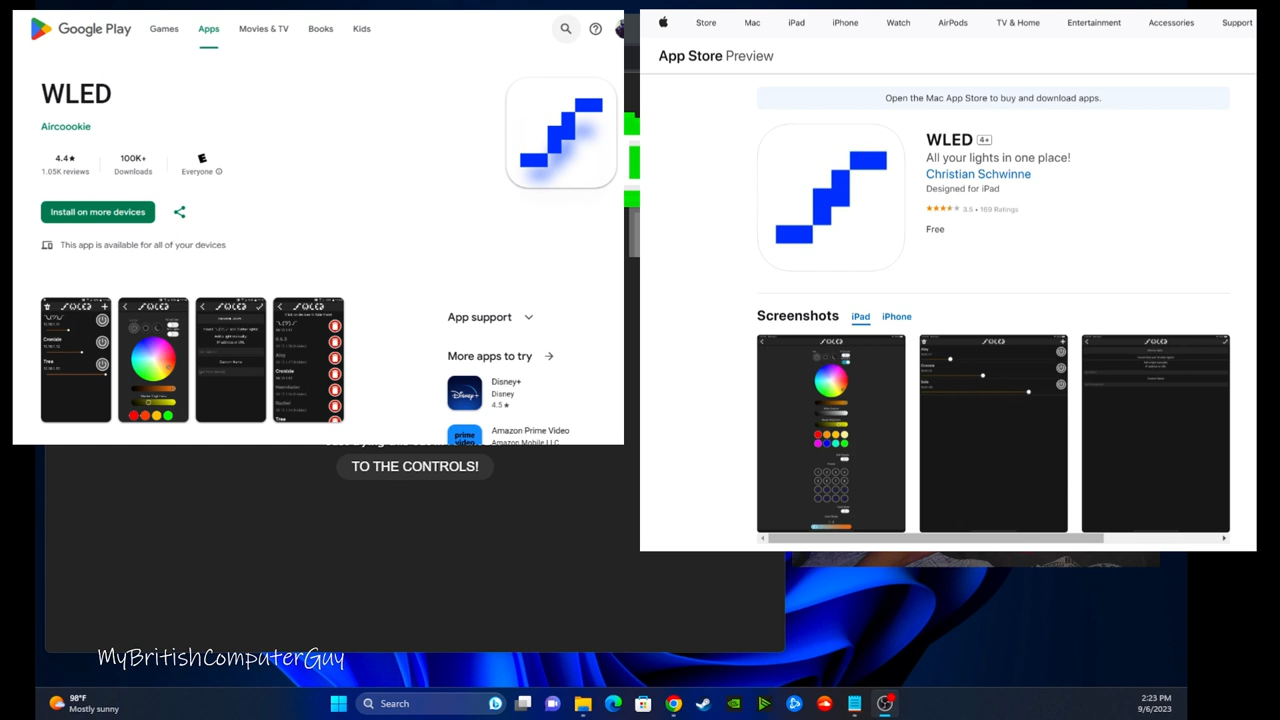 Google Play
Games
Apps
Movies & TV
Books
Kids
WLED
Aircoookie
4.4★
1.05K reviews
100K+
Downloads
Everyone
Install on more devices
This app is available for all of your devices
App support
More apps to try
Disney+
Disney
4.5★
Amazon Prime Video
Amazon Mobile LLC
Store
Mac
iPad
iPhone
Watch
AirPods
TV & Home
Entertainment
Accessories
Support
App Store Preview
Open the Mac App Store to buy and download apps.
WLED 4+
All your lights in one place!
Christian Schwinne
Designed for iPad
3.5 • 169 Ratings
Free
Screenshots
iPad
iPhone
TO THE CONTROLS!
MyBritishComputerGuy
98°F
Mostly sunny
Search
2:23 PM
9/6/2023